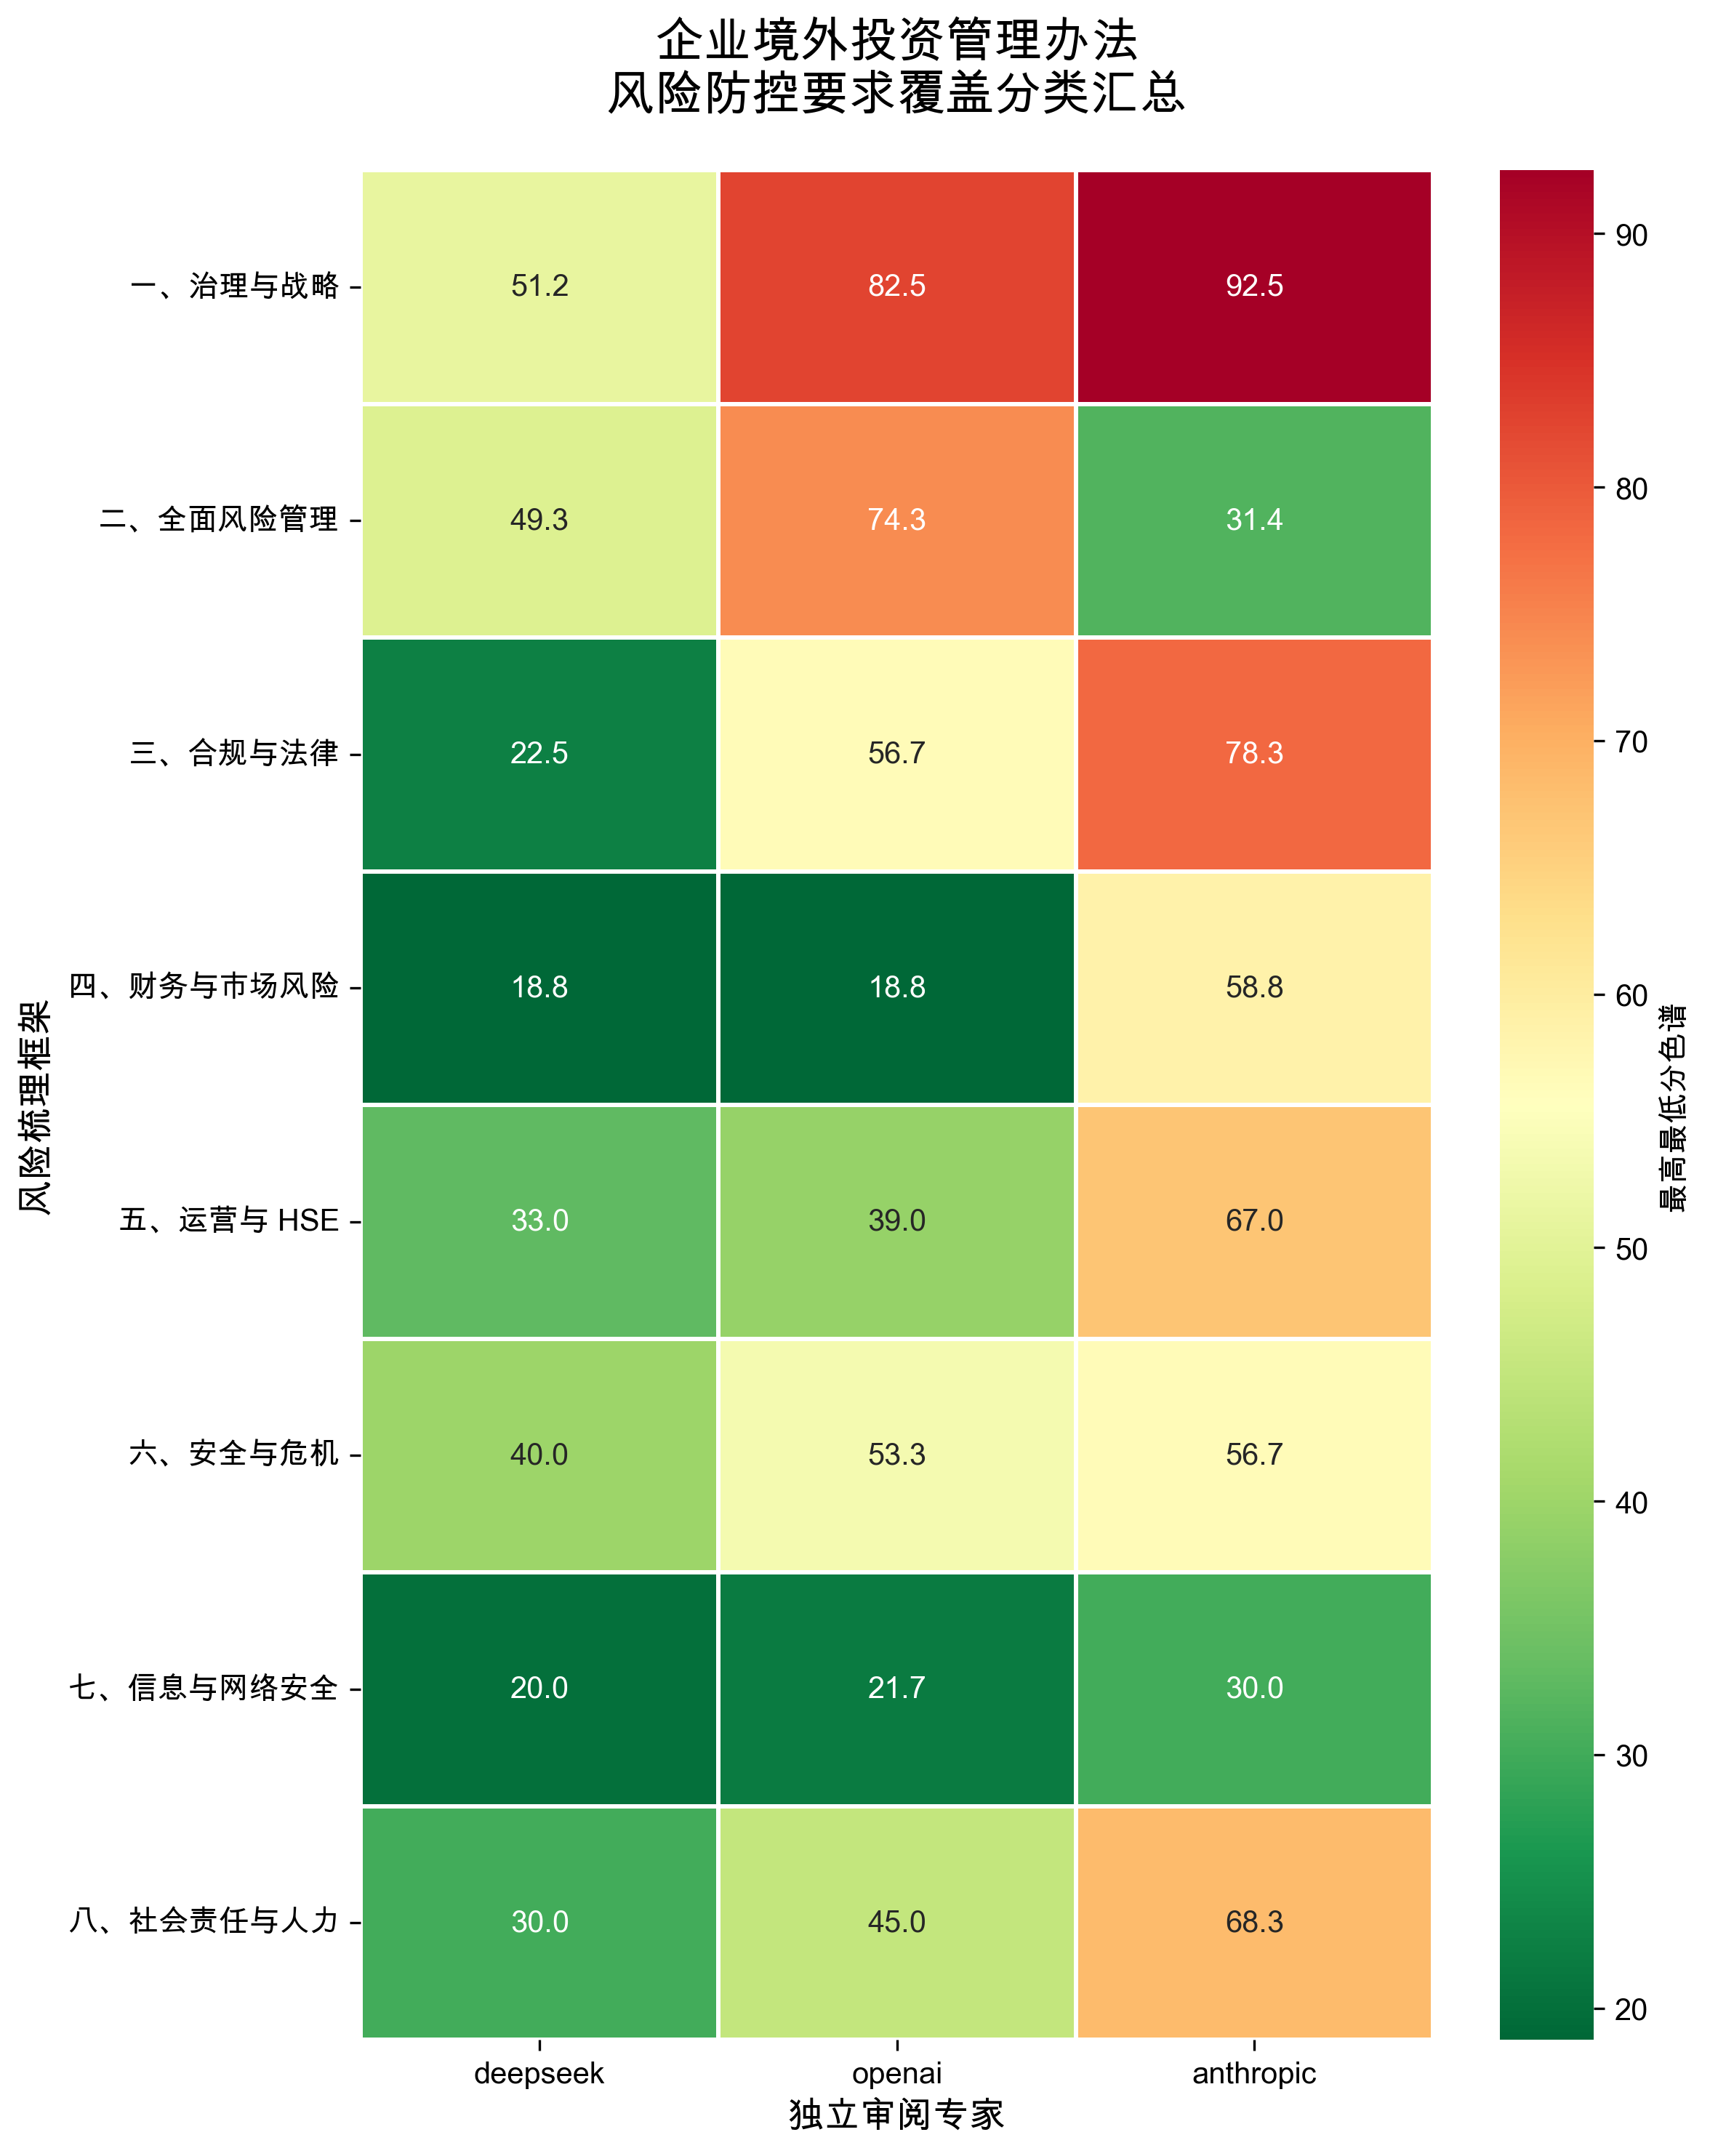 企业境外投资管理办法
风险防控要求覆盖分类汇总
一、治理与战略 51.2 82.5 92.5
二、全面风险管理 49.3 74.3 31.4
三、合规与法律 22.5 56.7 78.3
四、财务与市场风险 18.8 18.8 58.8
五、运营与 HSE 33.0 39.0 67.0
六、安全与危机 40.0 53.3 56.7
七、信息与网络安全 20.0 21.7 30.0
八、社会责任与人力 30.0 45.0 68.3
deepseek openai anthropic
独立审阅专家
风险梳理框架
90
80
70
60
50
40
30
20
最高最低分色谱